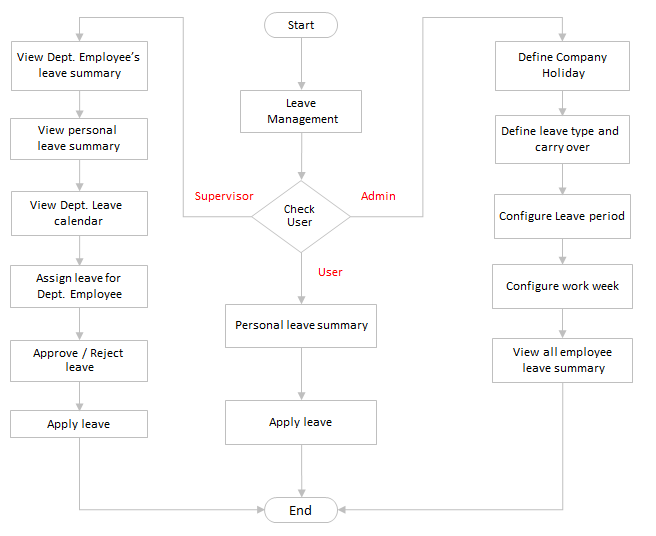 Start
Leave
Management
Check
User
Supervisor
Admin
User
View Dept. Employee's
leave summary
View personal
leave summary
View Dept. Leave
calendar
Assign leave for
Dept. Employee
Approve / Reject
leave
Apply leave
Personal leave summary
Apply leave
Define Company
Holiday
Define leave type and
carry over
Configure Leave period
Configure work week
View all employee
leave summary
End